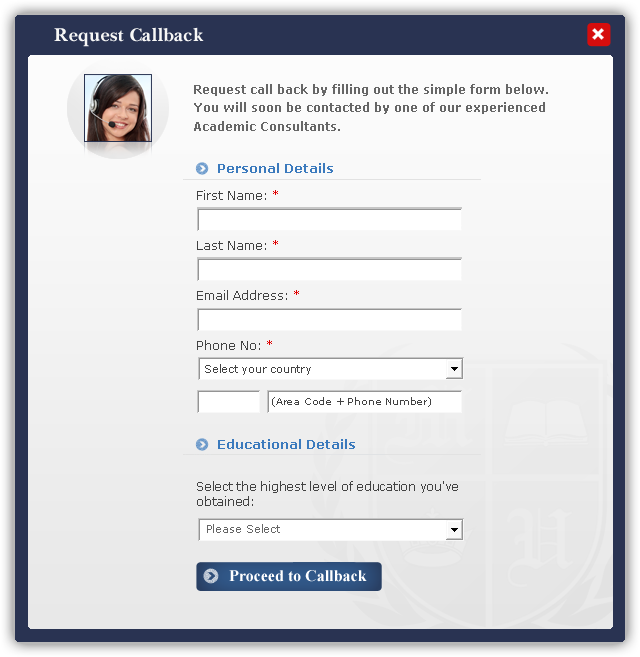 Request Callback
Request call back by filling out the simple form below.
You will soon be contacted by one of our experienced
Academic Consultants.
Personal Details
First Name: *
Last Name: *
Email Address: *
Phone No: *
Select your country
(Area Code + Phone Number)
Educational Details
Select the highest level of education you've
obtained:
Please Select
Proceed to Callback